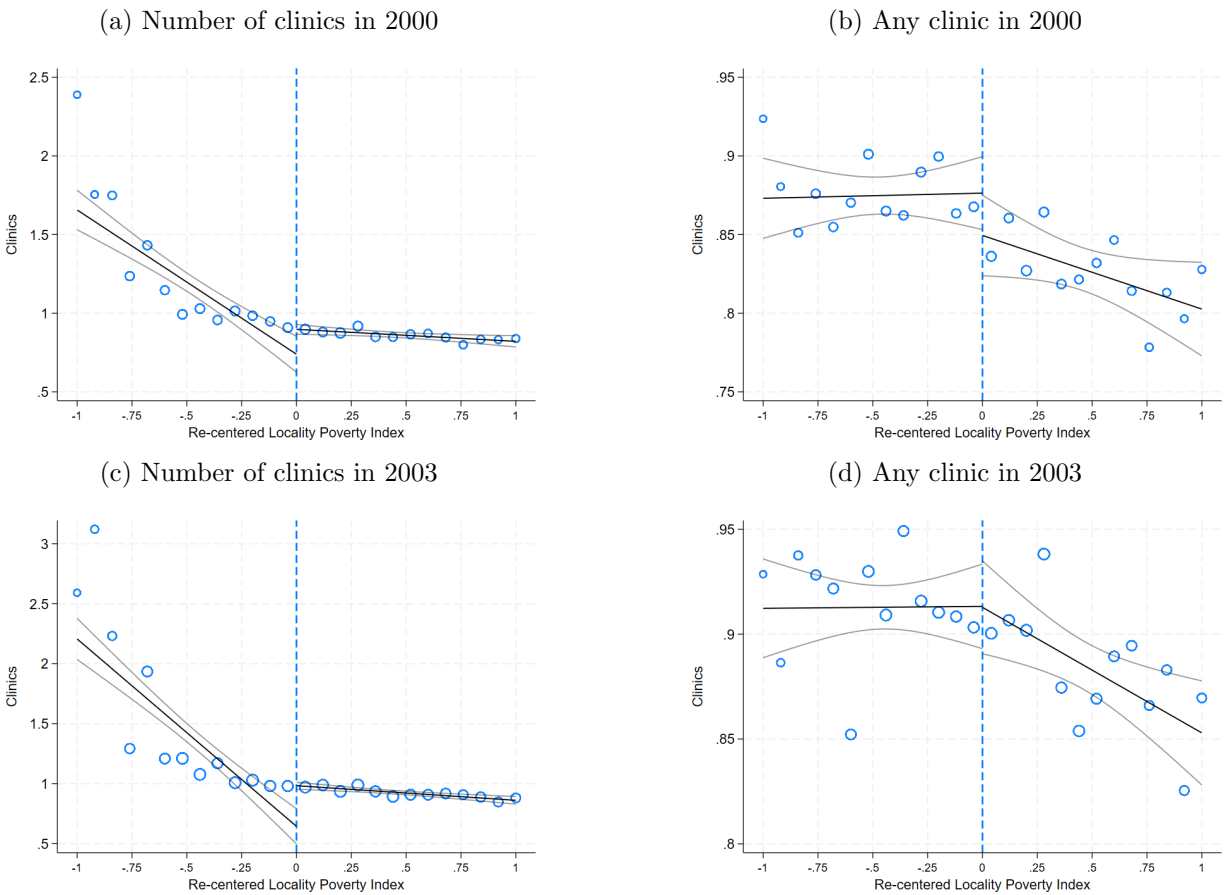 (a) Number of clinics in 2000
2.5
2
1.5
1
.5
Clinics
-1 -.75 -.5 -.25 0 .25 .5 .75 1
Re-centered Locality Poverty Index
(b) Any clinic in 2000
.95
.9
.85
.8
.75
Clinics
-1 -.75 -.5 -.25 0 .25 .5 .75 1
Re-centered Locality Poverty Index
(c) Number of clinics in 2003
3
2.5
2
1.5
1
.5
Clinics
-1 -.75 -.5 -.25 0 .25 .5 .75 1
Re-centered Locality Poverty Index
(d) Any clinic in 2003
.95
.9
.85
.8
Clinics
-1 -.75 -.5 -.25 0 .25 .5 .75 1
Re-centered Locality Poverty Index